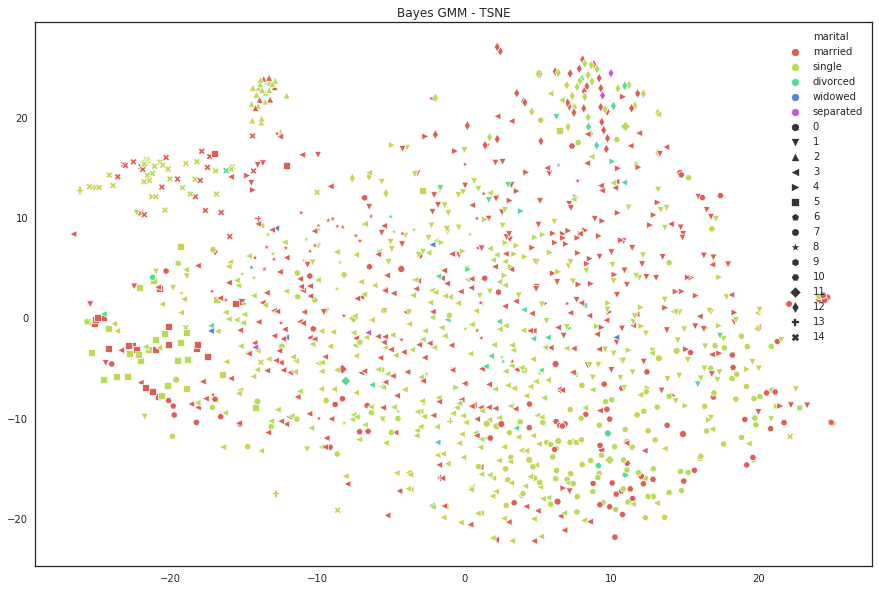 Bayes GMM - TSNE
marital
married
single
divorced
widowed
separated
0
1
2
3
4
5
6
7
8
9
10
11
12
13
14
20
10
0
−10
−20
−20 −10 0 10 20